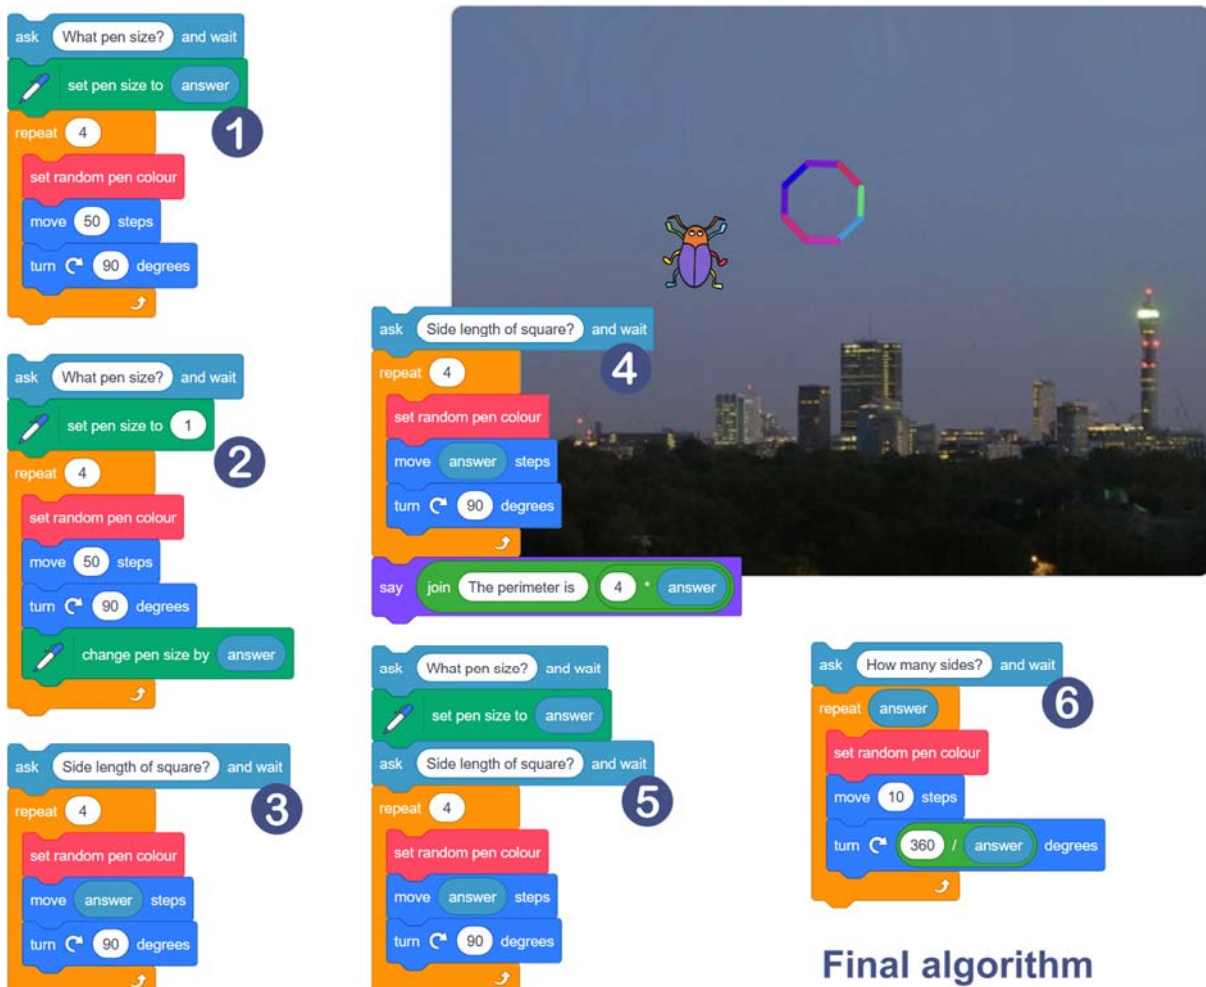 ask What pen size? and wait
set pen size to answer
1
repeat 4
set random pen colour
move 50 steps
turn 90 degrees
ask What pen size? and wait
set pen size to 1
2
repeat 4
set random pen colour
move 50 steps
turn 90 degrees
change pen size by answer
ask Side length of square? and wait
3
repeat 4
set random pen colour
move answer steps
turn 90 degrees
ask Side length of square? and wait
4
repeat 4
set random pen colour
move answer steps
turn 90 degrees
say join The perimeter is 4 * answer
ask What pen size? and wait
set pen size to answer
ask Side length of square? and wait
5
repeat 4
set random pen colour
move answer steps
turn 90 degrees
ask How many sides? and wait
6
repeat answer
set random pen colour
move 10 steps
turn 360 / answer degrees
Final algorithm